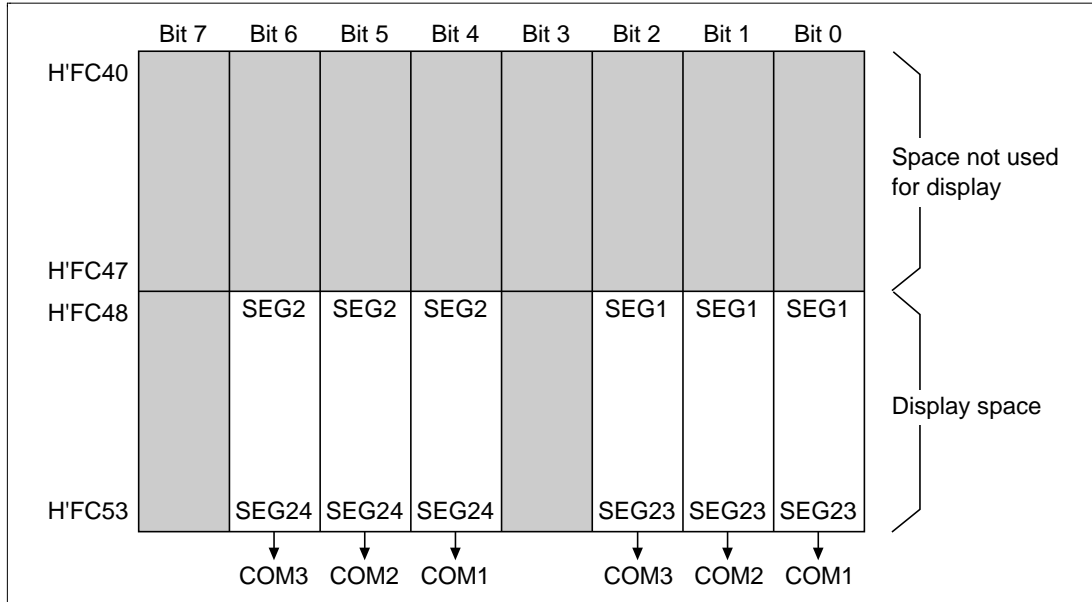 Bit 7 Bit 6 Bit 5 Bit 4 Bit 3 Bit 2 Bit 1 Bit 0
H'FC40
Space not used
for display
H'FC47
H'FC48 SEG2 SEG2 SEG2 SEG1 SEG1 SEG1
Display space
H'FC53 SEG24 SEG24 SEG24 SEG23 SEG23 SEG23
COM3 COM2 COM1 COM3 COM2 COM1